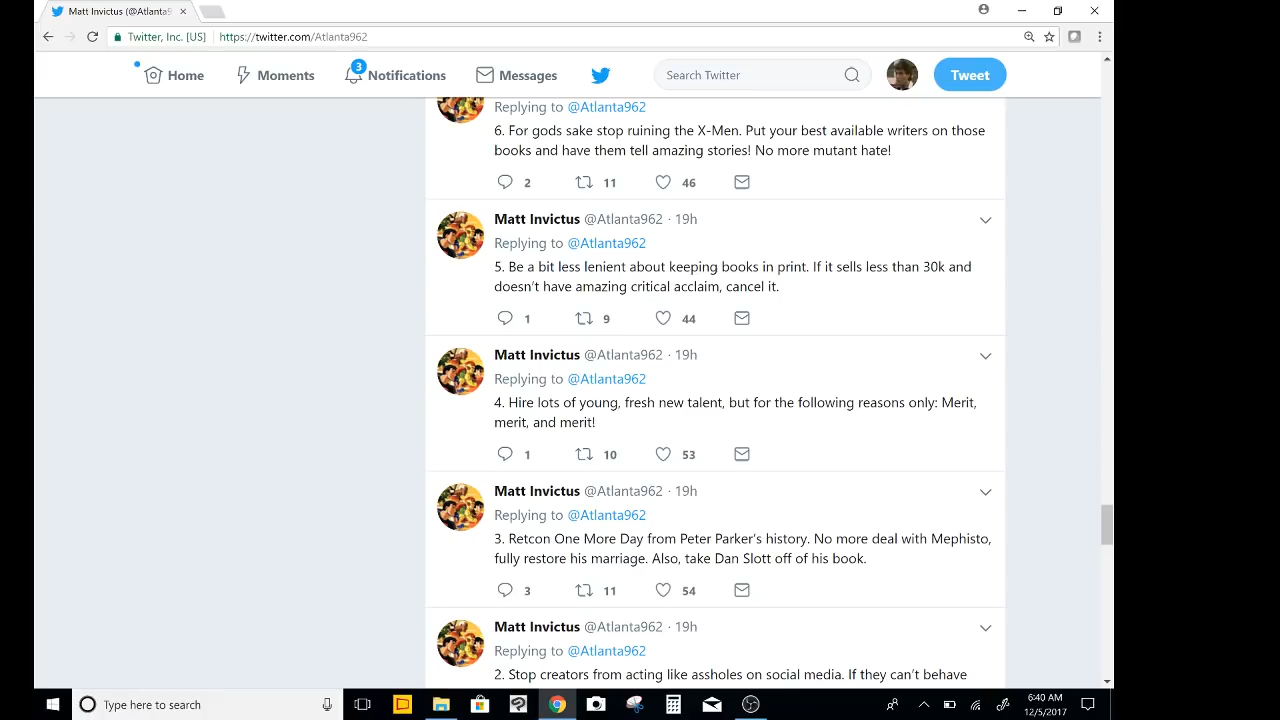 Matt Invictus (@Atlanta9
Twitter, Inc. [US]
https://twitter.com/Atlanta962
3
Home
Moments
Notifications
Messages
Search Twitter
Tweet
Replying to @Atlanta962
6. For gods sake stop ruining the X-Men. Put your best available writers on those
books and have them tell amazing stories! No more mutant hate!
2 11 46
Matt Invictus @Atlanta962 · 19h
Replying to @Atlanta962
5. Be a bit less lenient about keeping books in print. If it sells less than 30k and
doesn't have amazing critical acclaim, cancel it.
1 9 44
Matt Invictus @Atlanta962 · 19h
Replying to @Atlanta962
4. Hire lots of young, fresh new talent, but for the following reasons only: Merit,
merit, and merit!
1 10 53
Matt Invictus @Atlanta962 · 19h
Replying to @Atlanta962
3. Retcon One More Day from Peter Parker's history. No more deal with Mephisto,
fully restore his marriage. Also, take Dan Slott off of his book.
3 11 54
Matt Invictus @Atlanta962 · 19h
Replying to @Atlanta962
2. Stop creators from acting like assholes on social media. If they can't behave
Type here to search
6:40 AM
12/5/2017